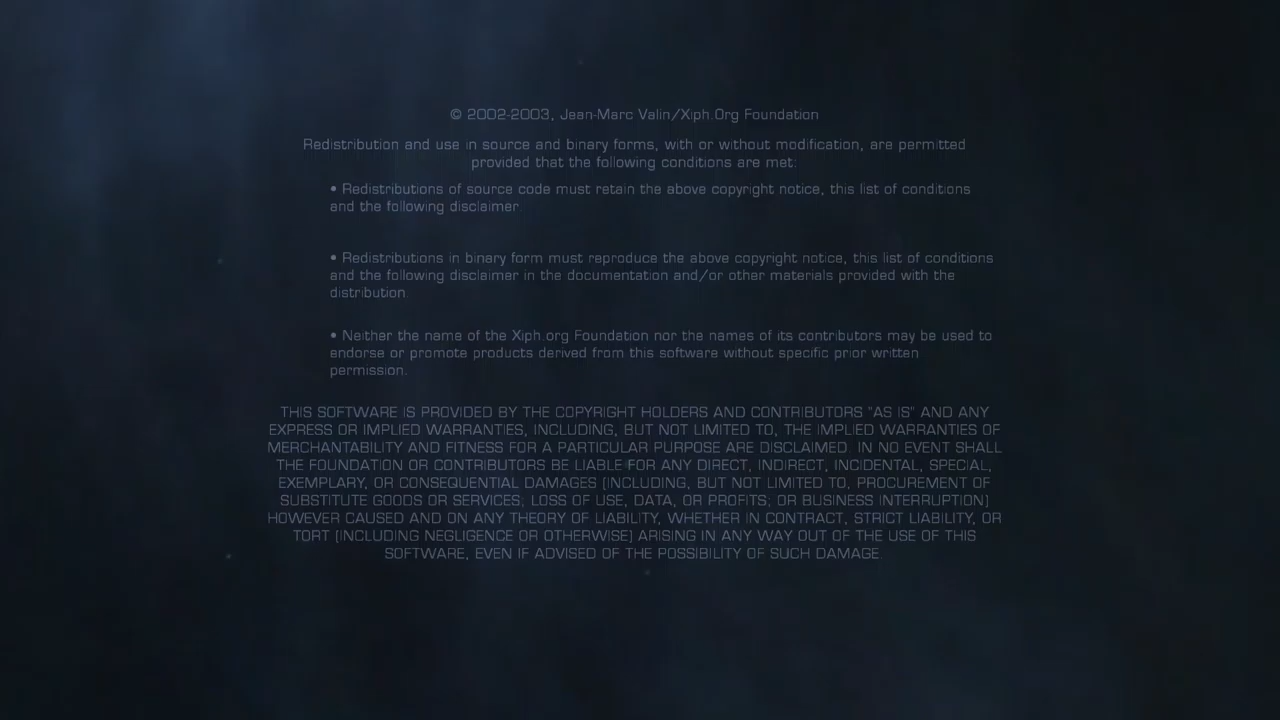 © 2002-2003, Jean-Marc Valin/Xiph.Org Foundation
Redistribution and use in source and binary forms, with or without modification, are permitted
provided that the following conditions are met:
• Redistributions of source code must retain the above copyright notice, this list of conditions
and the following disclaimer.
• Redistributions in binary form must reproduce the above copyright notice, this list of conditions
and the following disclaimer in the documentation and/or other materials provided with the
distribution.
• Neither the name of the Xiph.org Foundation nor the names of its contributors may be used to
endorse or promote products derived from this software without specific prior written
permission.
THIS SOFTWARE IS PROVIDED BY THE COPYRIGHT HOLDERS AND CONTRIBUTORS "AS IS" AND ANY
EXPRESS OR IMPLIED WARRANTIES, INCLUDING, BUT NOT LIMITED TO, THE IMPLIED WARRANTIES OF
MERCHANTABILITY AND FITNESS FOR A PARTICULAR PURPOSE ARE DISCLAIMED. IN NO EVENT SHALL
THE FOUNDATION OR CONTRIBUTORS BE LIABLE FOR ANY DIRECT, INDIRECT, INCIDENTAL, SPECIAL,
EXEMPLARY, OR CONSEQUENTIAL DAMAGES (INCLUDING, BUT NOT LIMITED TO, PROCUREMENT OF
SUBSTITUTE GOODS OR SERVICES; LOSS OF USE, DATA, OR PROFITS; OR BUSINESS INTERRUPTION)
HOWEVER CAUSED AND ON ANY THEORY OF LIABILITY, WHETHER IN CONTRACT, STRICT LIABILITY, OR
TORT (INCLUDING NEGLIGENCE OR OTHERWISE) ARISING IN ANY WAY OUT OF THE USE OF THIS
SOFTWARE, EVEN IF ADVISED OF THE POSSIBILITY OF SUCH DAMAGE.